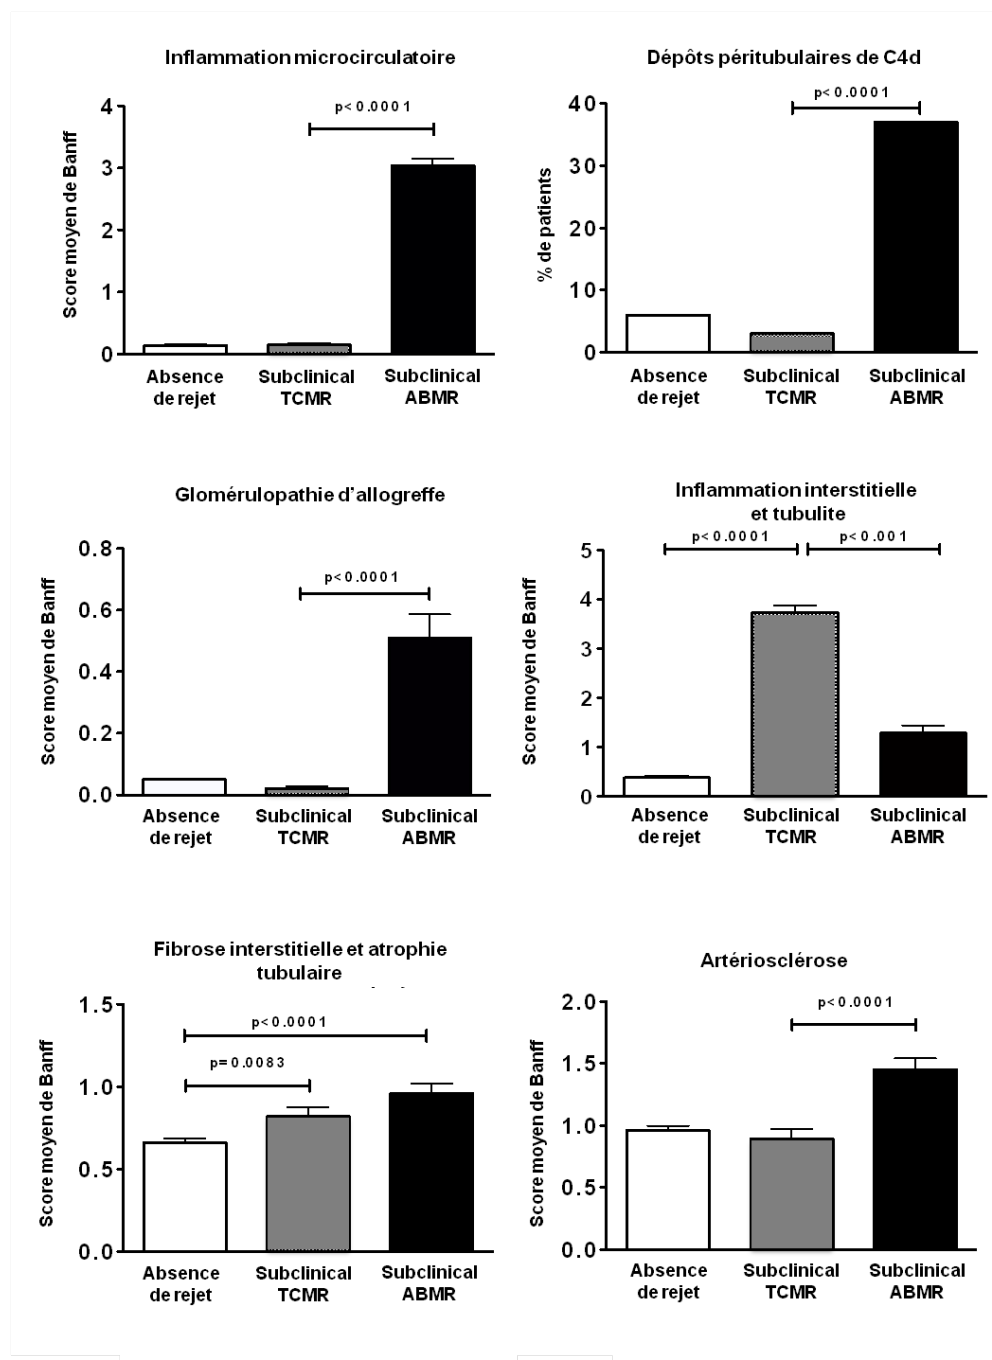 Inflammation microcirculatoire
p<0.0001
Score moyen de Banff
4
3
2
1
0
Absence de rejet
Subclinical TCMR
Subclinical ABMR
Dépôts péritubulaires de C4d
p<0.0001
% de patients
40
30
20
10
0
Absence de rejet
Subclinical TCMR
Subclinical ABMR
Glomérulopathie d'allogreffe
p<0.0001
Score moyen de Banff
0.8
0.6
0.4
0.2
0.0
Absence de rejet
Subclinical TCMR
Subclinical ABMR
Inflammation interstitielle
et tubulite
p<0.0001
p<0.001
Score moyen de Banff
5
4
3
2
1
0
Absence de rejet
Subclinical TCMR
Subclinical ABMR
Fibrose interstitielle et atrophie
tubulaire
p<0.0001
p=0.0083
Score moyen de Banff
1.5
1.0
0.5
0.0
Absence de rejet
Subclinical TCMR
Subclinical ABMR
Artériosclérose
p<0.0001
Score moyen de Banff
2.0
1.5
1.0
0.5
0.0
Absence de rejet
Subclinical TCMR
Subclinical ABMR